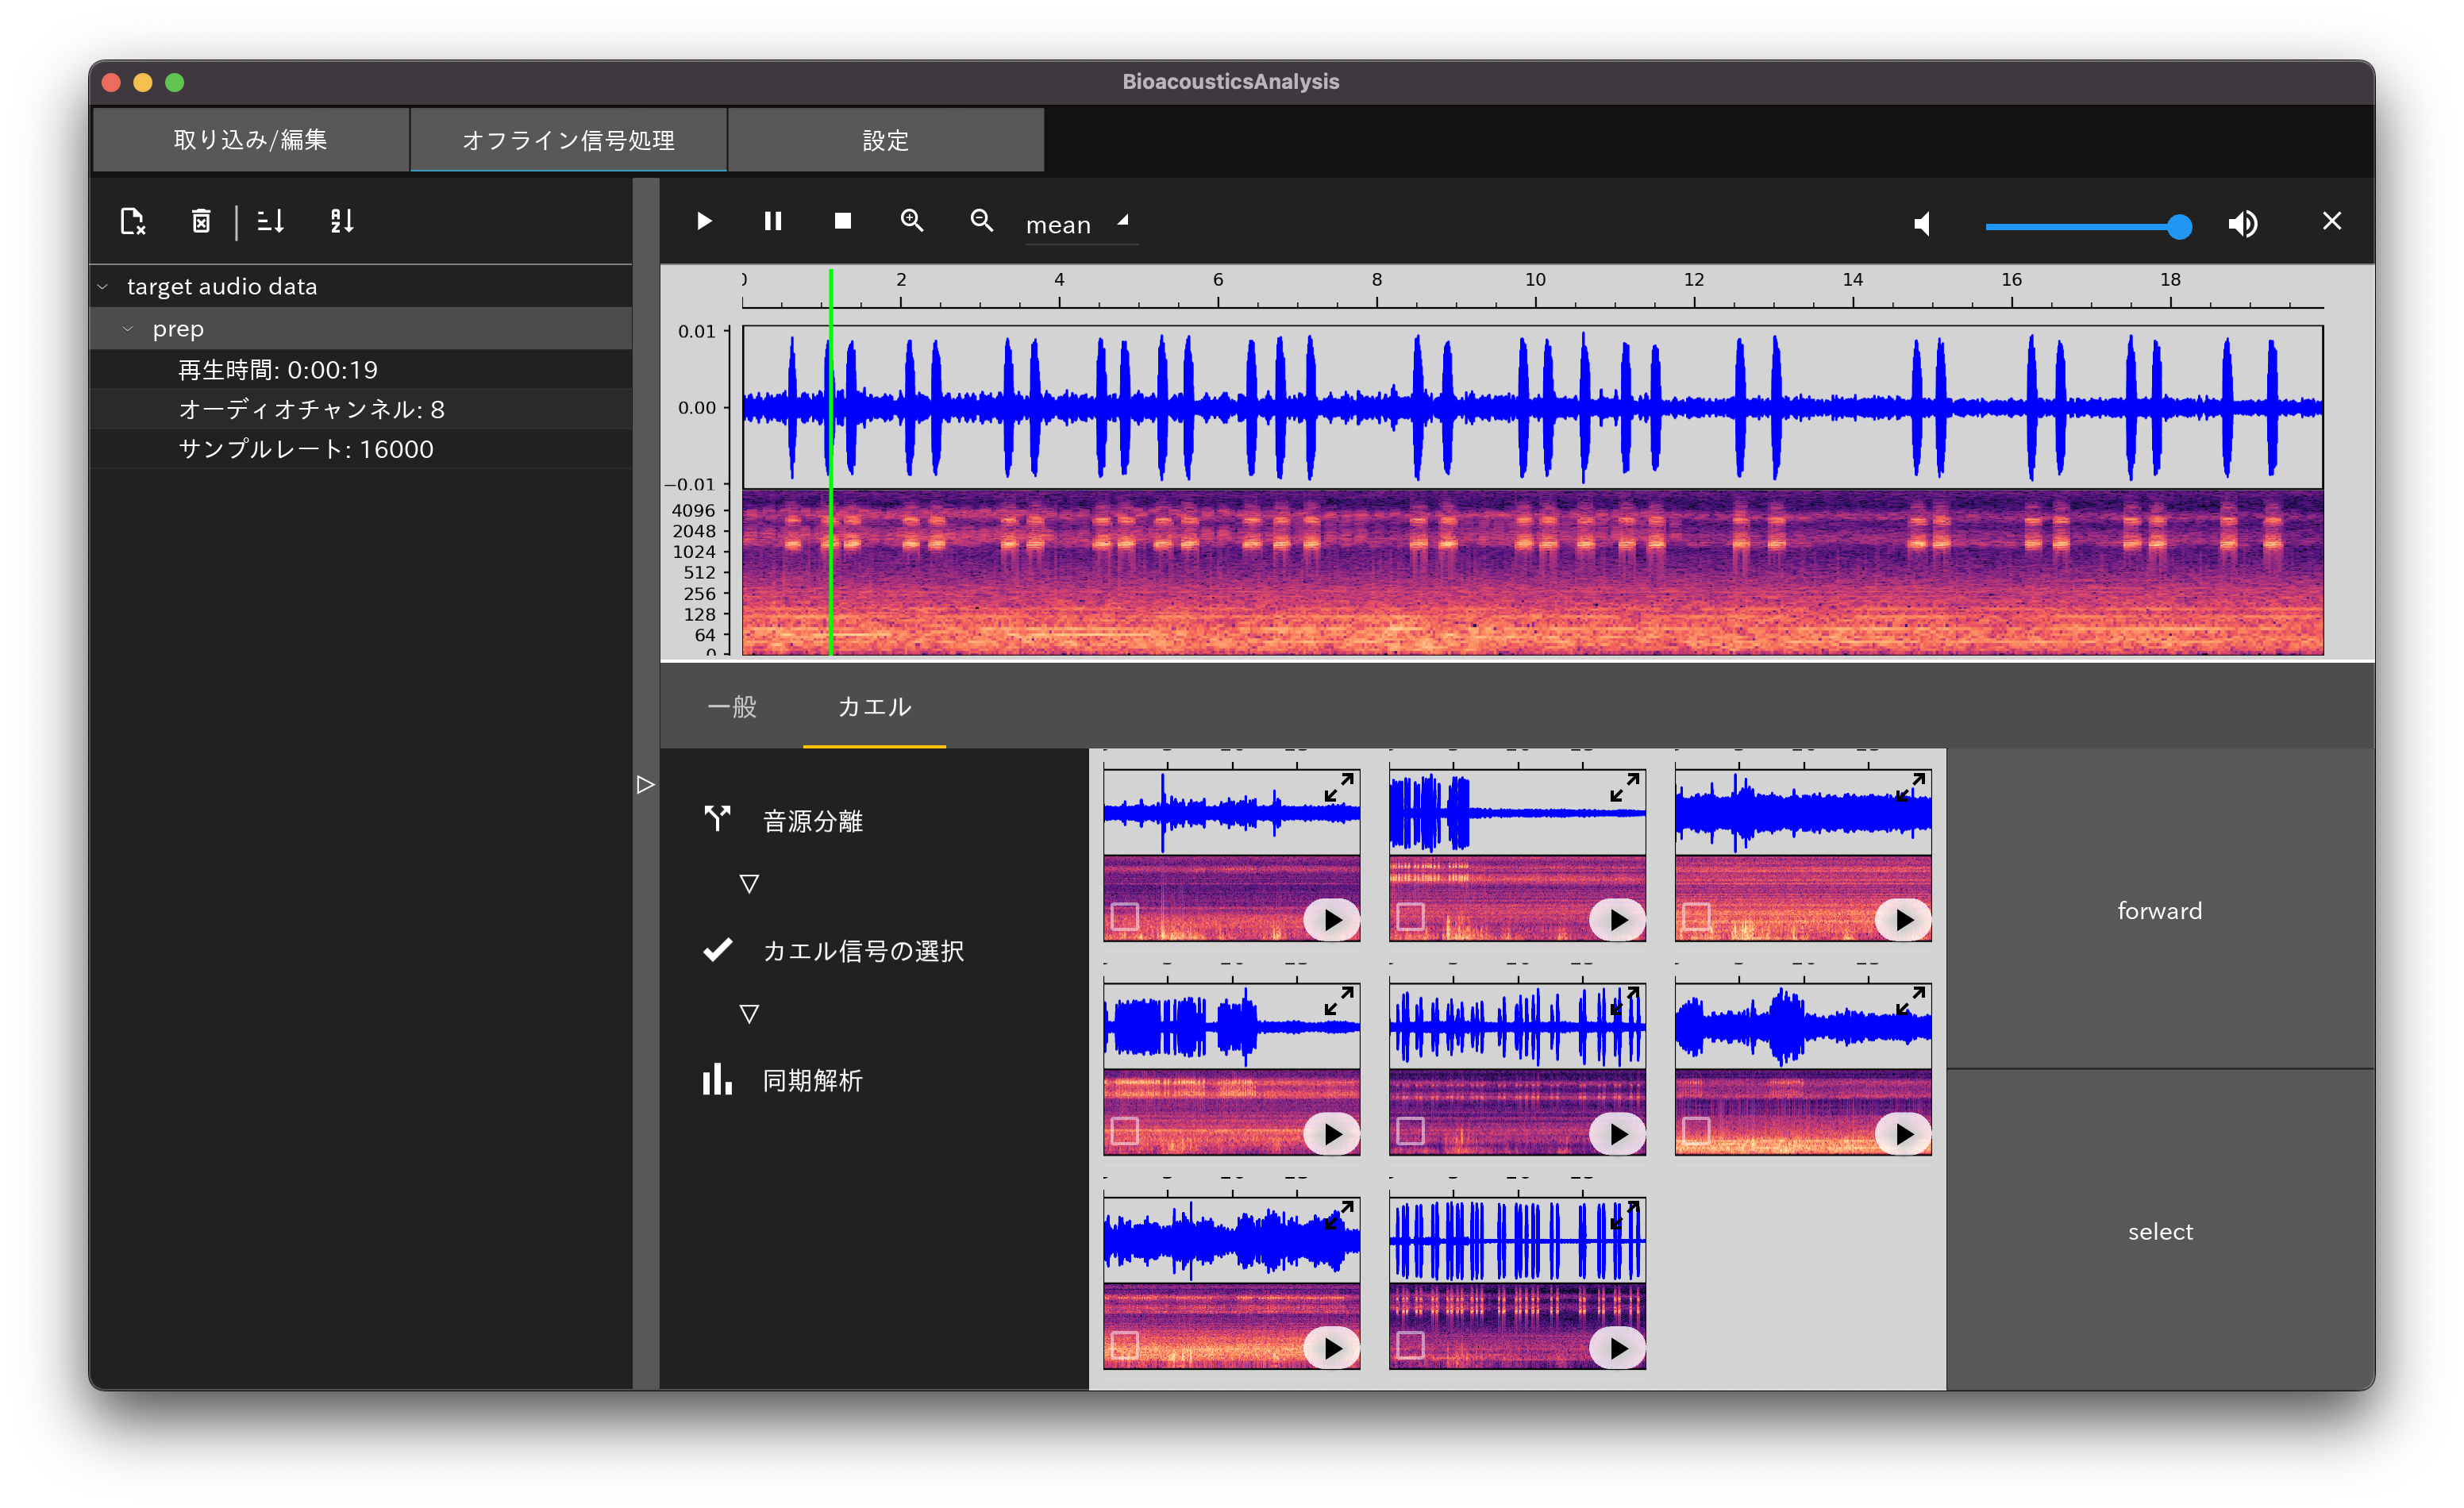 BioacousticsAnalysis
取り込み/編集
オフライン信号処理
設定
target audio data
prep
再生時間: 0:00:19
オーディオチャンネル: 8
サンプルレート: 16000
mean
0 2 4 6 8 10 12 14 16 18
0.01
0.00
−0.01
4096
2048
1024
512
256
128
64
0
一般
カエル
音源分離
カエル信号の選択
同期解析
forward
select